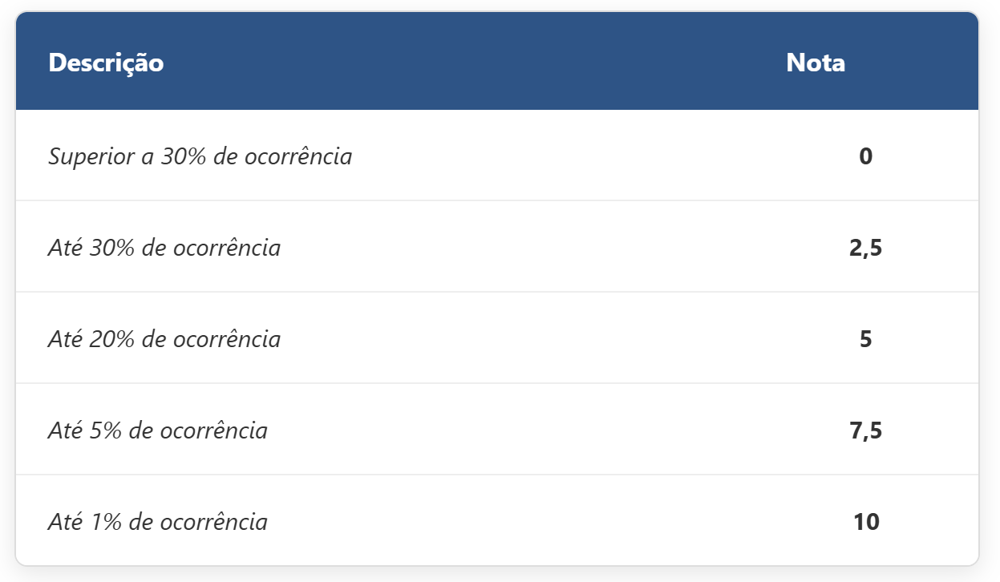 Descrição Nota
Superior a 30% de ocorrência 0
Até 30% de ocorrência 2,5
Até 20% de ocorrência 5
Até 5% de ocorrência 7,5
Até 1% de ocorrência 10